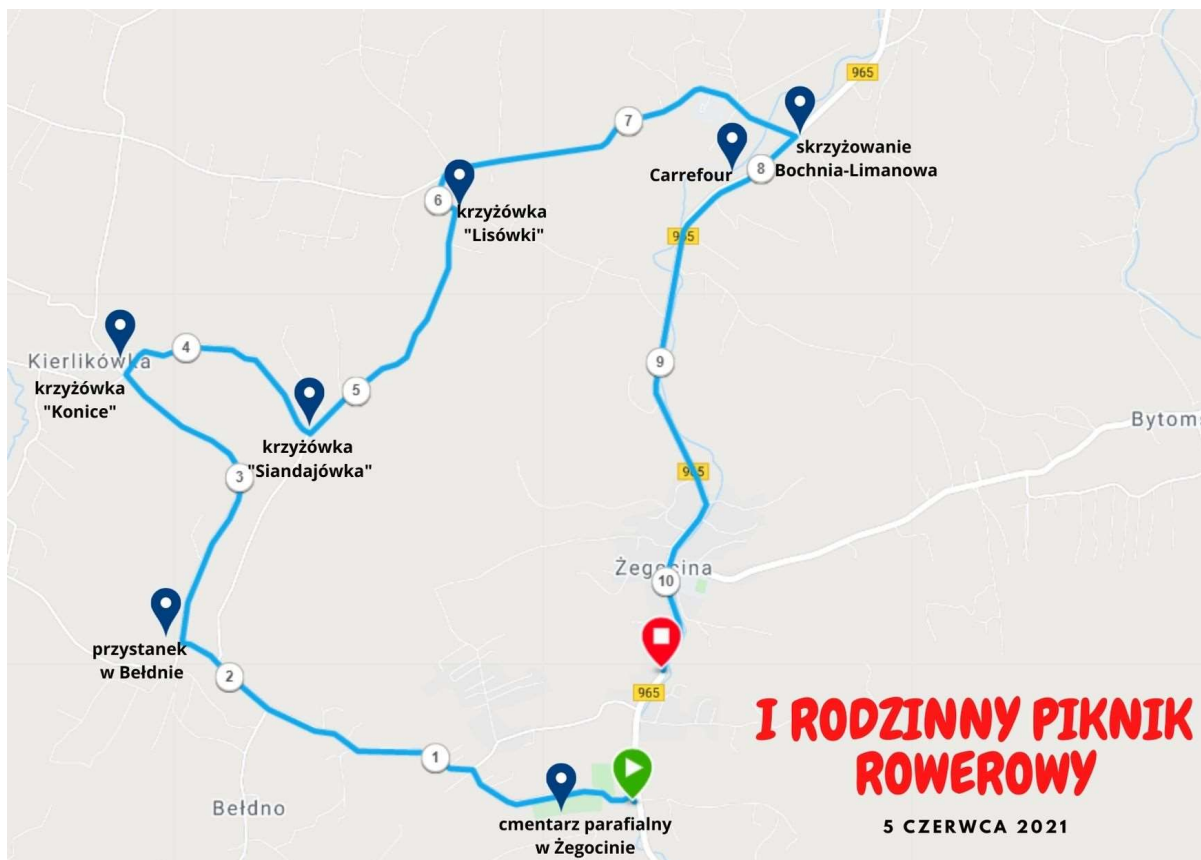 965
7
skrzyżowanie
Bochnia-Limanowa
Carrefour
8
6
krzyżówka
"Lisówki"
965
Kierlikówka
4
9
krzyżówka
"Konice"
5
krzyżówka
"Siandajówka"
3
965
Żegocina
10
przystanek
w Bełdnie
2
965
I RODZINNY PIKNIK
ROWEROWY
5 CZERWCA 2021
1
Bełdno
cmentarz parafialny
w Żegocinie